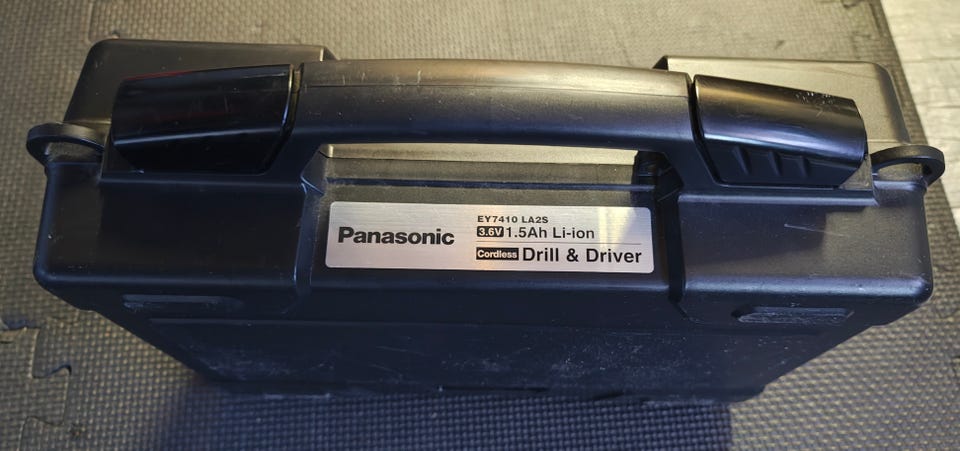 Panasonic
EY7410 LA2S
3.6V 1.5Ah Li-ion
Cordless Drill & Driver